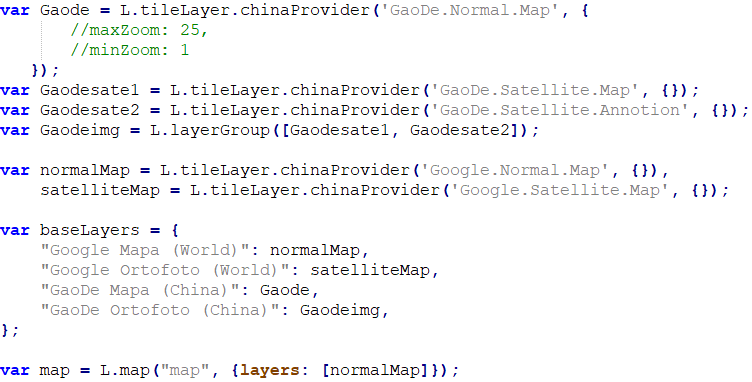 var Gaode = L.tileLayer.chinaProvider('GaoDe.Normal.Map', {
//maxZoom: 25,
//minZoom: 1
});
var Gaodesate1 = L.tileLayer.chinaProvider('GaoDe.Satellite.Map', {});
var Gaodesate2 = L.tileLayer.chinaProvider('GaoDe.Satellite.Annotion', {});
var Gaodeimg = L.layerGroup([Gaodesate1, Gaodesate2]);
var normalMap = L.tileLayer.chinaProvider('Google.Normal.Map', {}),
satelliteMap = L.tileLayer.chinaProvider('Google.Satellite.Map', {});
var baseLayers = {
"Google Mapa (World)": normalMap,
"Google Ortofoto (World)": satelliteMap,
"GaoDe Mapa (China)": Gaode,
"GaoDe Ortofoto (China)": Gaodeimg,
};
var map = L.map("map", {layers: [normalMap]});